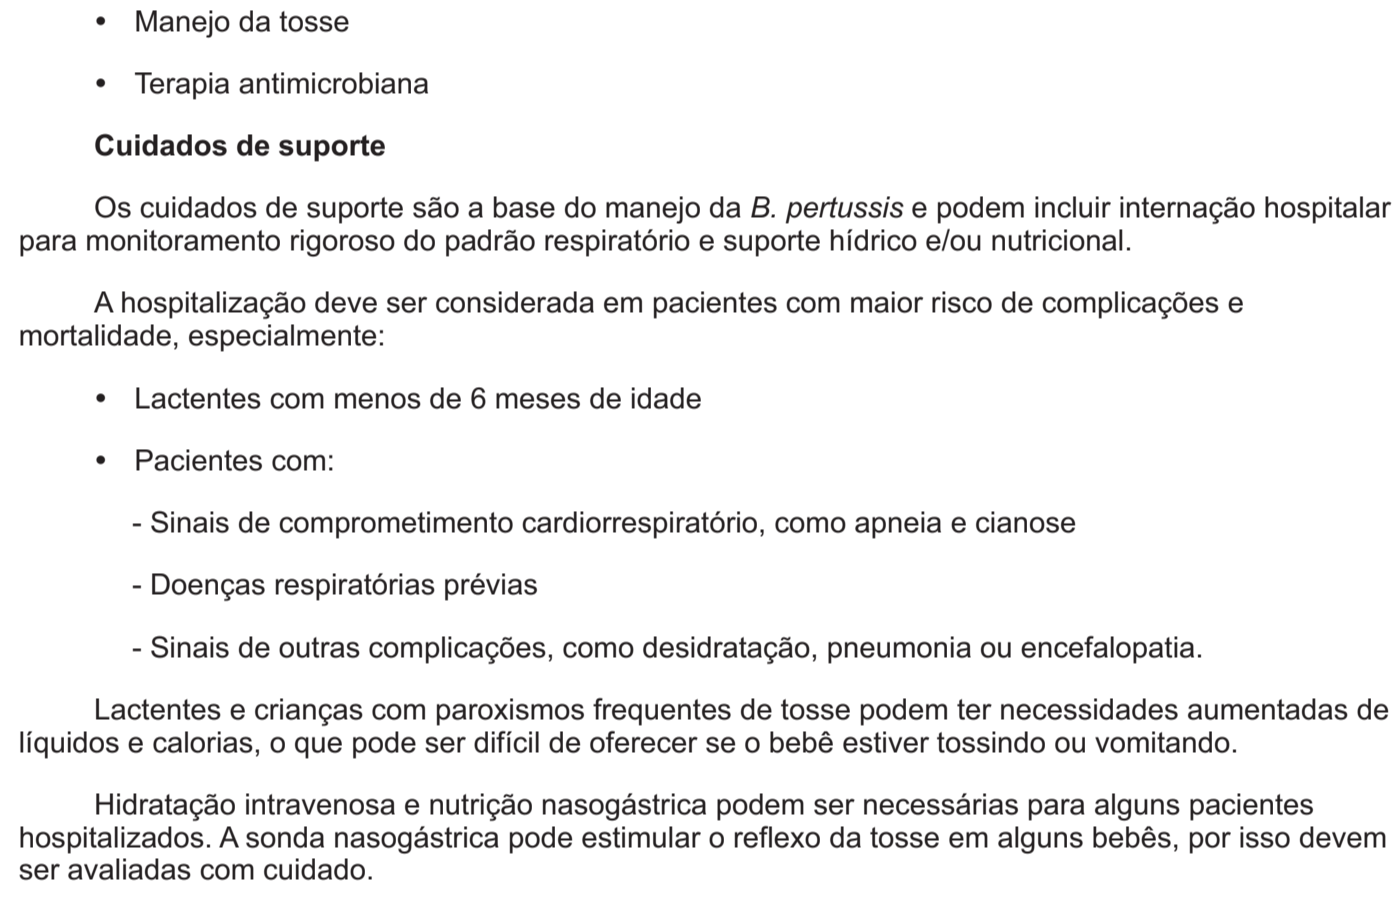 • Manejo da tosse
• Terapia antimicrobiana
Cuidados de suporte
Os cuidados de suporte são a base do manejo da B. pertussis e podem incluir internação hospitalar
para monitoramento rigoroso do padrão respiratório e suporte hídrico e/ou nutricional.
A hospitalização deve ser considerada em pacientes com maior risco de complicações e
mortalidade, especialmente:
• Lactentes com menos de 6 meses de idade
• Pacientes com:
- Sinais de comprometimento cardiorrespiratório, como apneia e cianose
- Doenças respiratórias prévias
- Sinais de outras complicações, como desidratação, pneumonia ou encefalopatia.
Lactentes e crianças com paroxismos frequentes de tosse podem ter necessidades aumentadas de
líquidos e calorias, o que pode ser difícil de oferecer se o bebê estiver tossindo ou vomitando.
Hidratação intravenosa e nutrição nasogástrica podem ser necessárias para alguns pacientes
hospitalizados. A sonda nasogástrica pode estimular o reflexo da tosse em alguns bebês, por isso devem
ser avaliadas com cuidado.